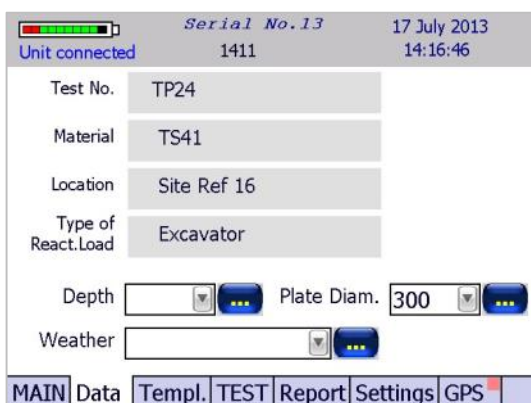 Serial No.13 17 July 2013
Unit connected 1411 14:16:46
Test No. TP24
Material TS41
Location Site Ref 16
Type of
React.Load Excavator
Depth ... Plate Diam. 300 ...
Weather ...
MAIN Data Templ. TEST Report Settings GPS